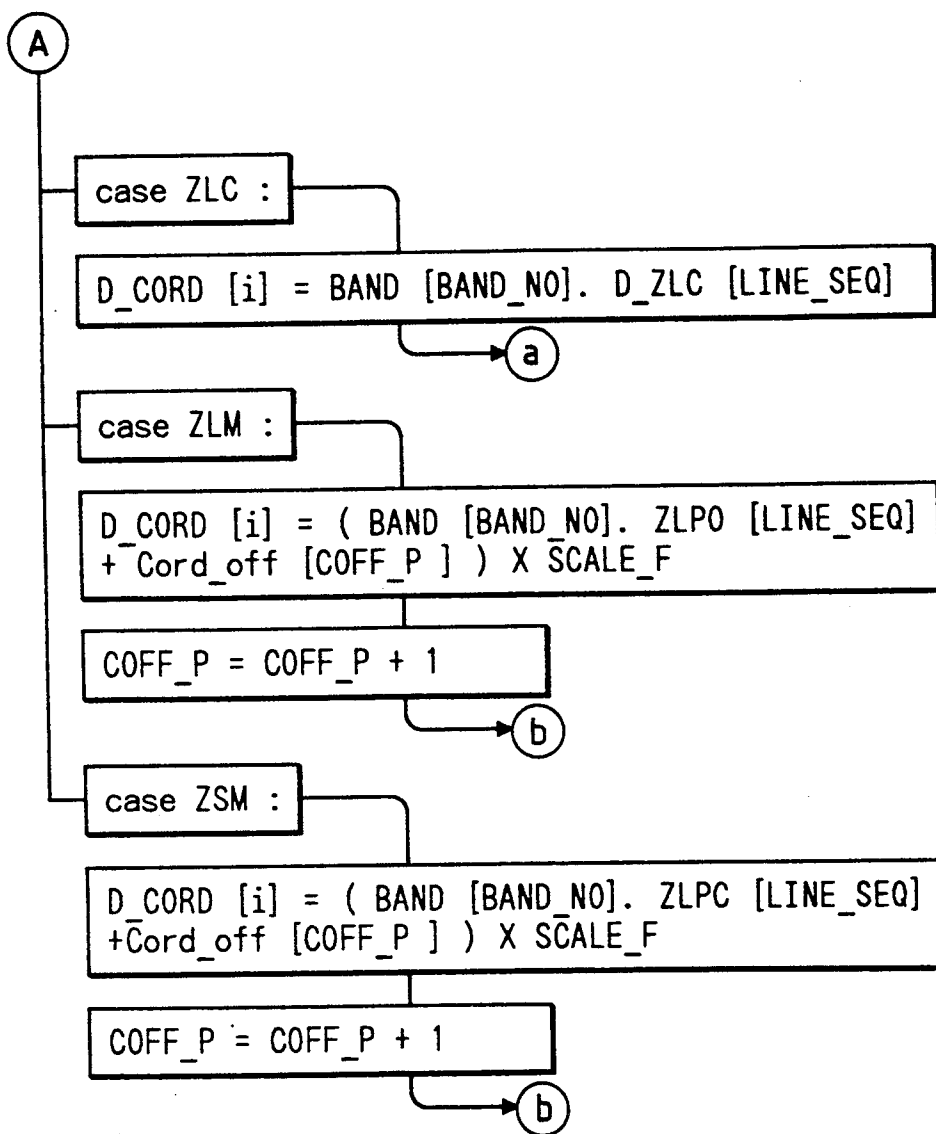 A
case ZLC :
D_CORD [i] = BAND [BAND_NO]. D_ZLC [LINE_SEQ]
a
case ZLM :
D_CORD [i] = ( BAND [BAND_NO]. ZLPO [LINE_SEQ]
+ Cord_off [COFF_P ] ) X SCALE_F
COFF_P = COFF_P + 1
b
case ZSM :
D_CORD [i] = ( BAND [BAND_NO]. ZLPC [LINE_SEQ]
+Cord_off [COFF_P ] ) X SCALE_F
COFF_P = COFF_P + 1
b